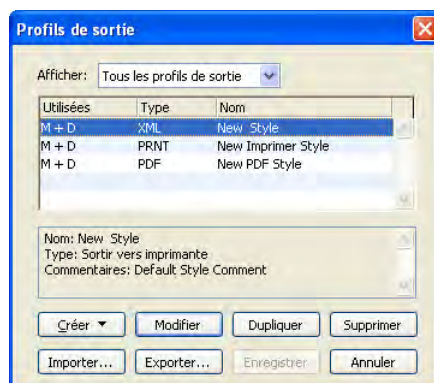 Profils de sortie
Afficher: Tous les profils de sortie
Utilisées Type Nom
M + D XML New Style
M + D PRNT New Imprimer Style
M + D PDF New PDF Style
Nom: New Style
Type: Sortir vers imprimante
Commentaires: Default Style Comment
Créer Modifier Dupliquer Supprimer
Importer... Exporter... Enregistrer Annuler